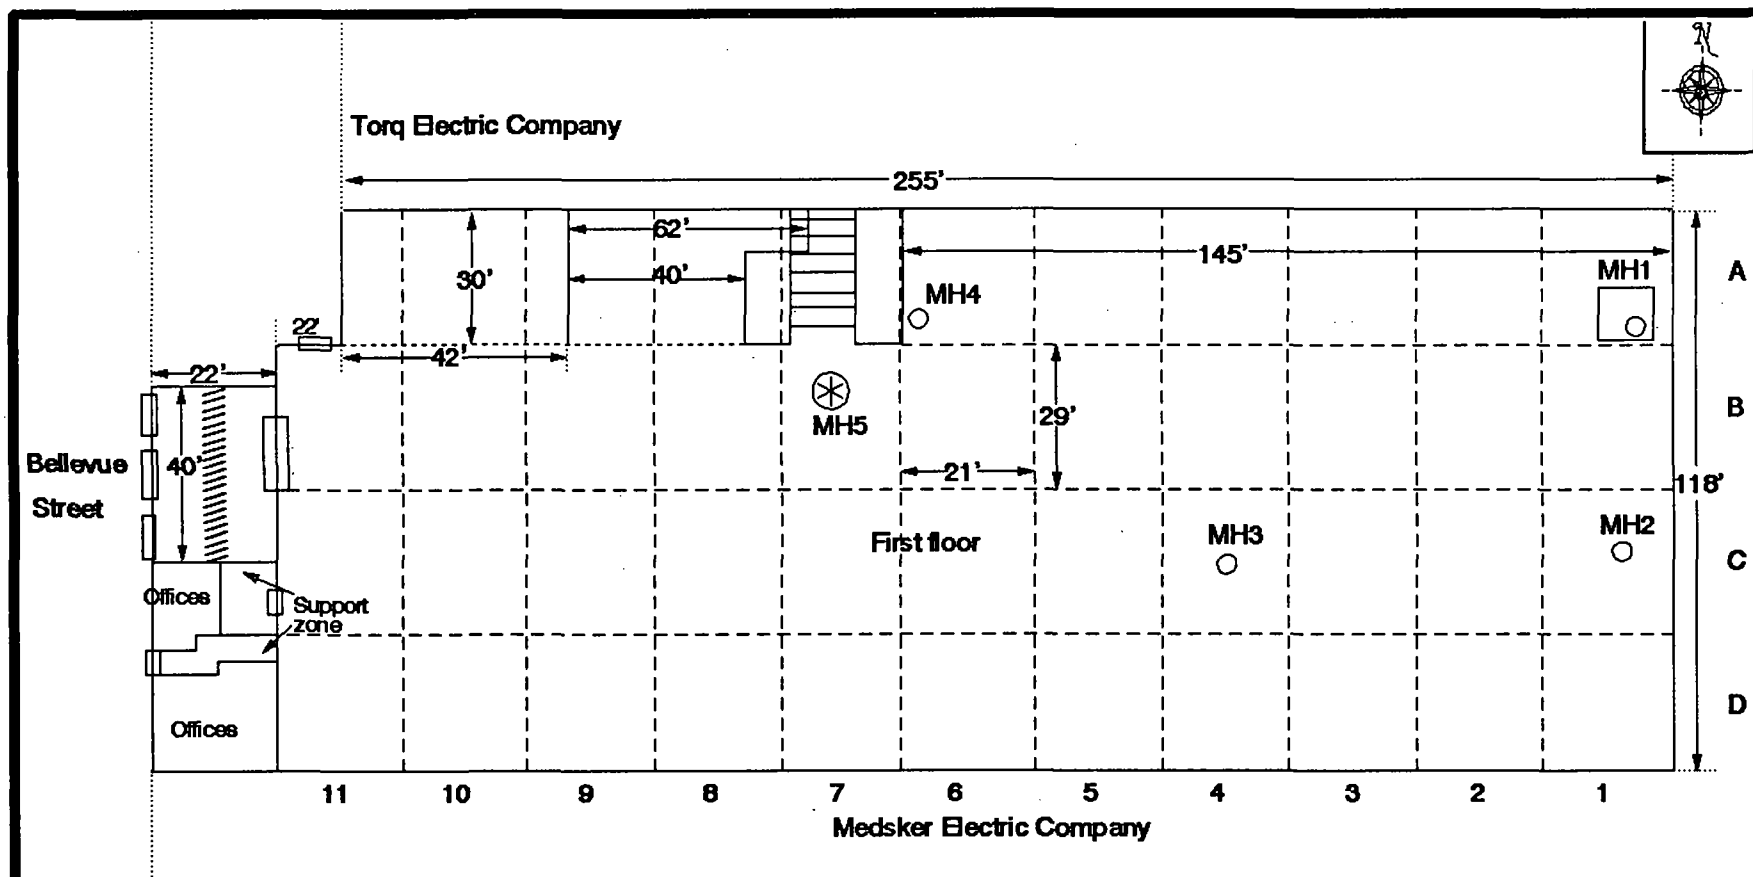 N
Torq Electric Company
255'
62'
145'
A
30'
40'
MH1
MH4
22'
42'
22'
29'
B
MH5
Bellevue
Street
40'
21'
118'
First floor
MH3
MH2
C
Offices
Support
zone
Offices
D
11 10 9 8 7 6 5 4 3 2 1
Medsker Electric Company